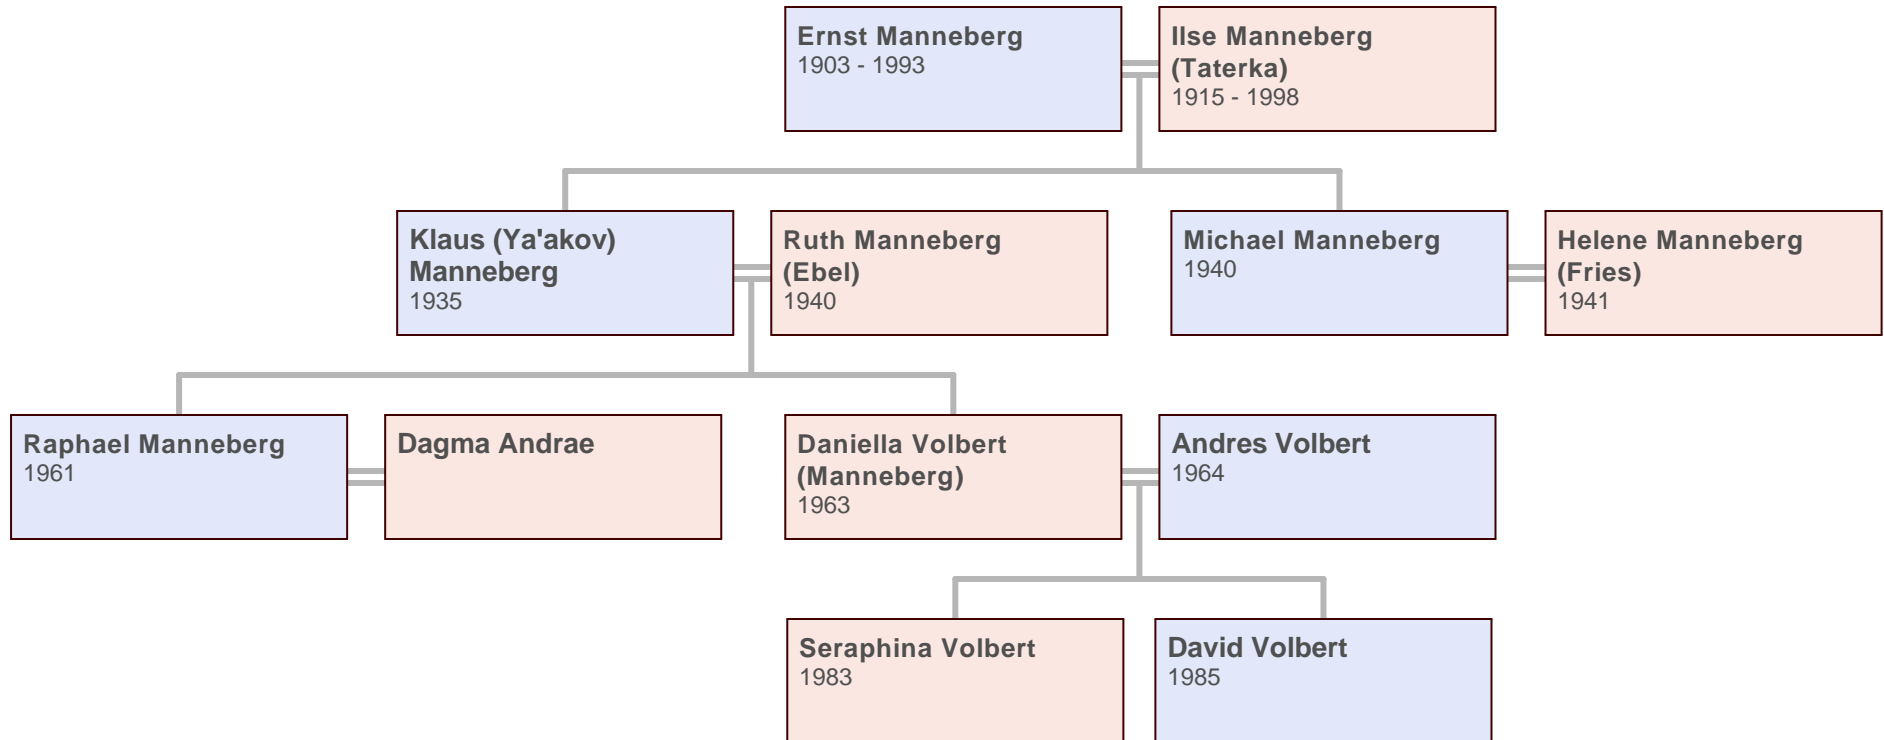 Ernst Manneberg
1903 - 1993
Ilse Manneberg
(Taterka)
1915 - 1998
Klaus (Ya'akov)
Manneberg
1935
Ruth Manneberg
(Ebel)
1940
Michael Manneberg
1940
Helene Manneberg
(Fries)
1941
Raphael Manneberg
1961
Dagma Andrae
Daniella Volbert
(Manneberg)
1963
Andres Volbert
1964
Seraphina Volbert
1983
David Volbert
1985